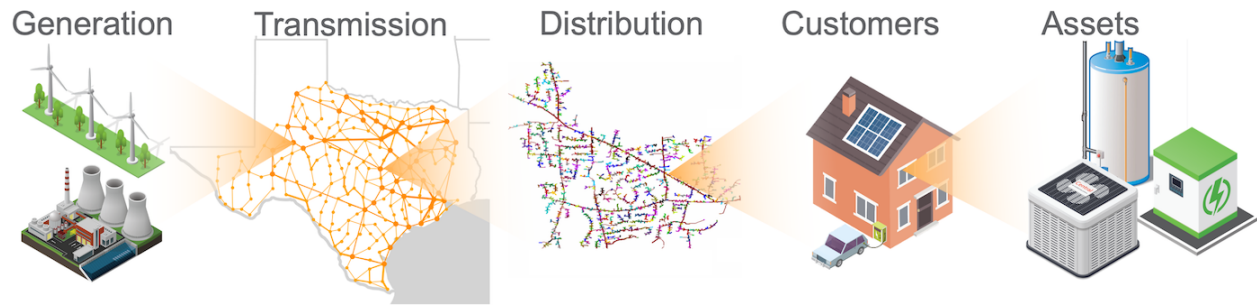 Generation
Transmission
Distribution
Customers
Assets